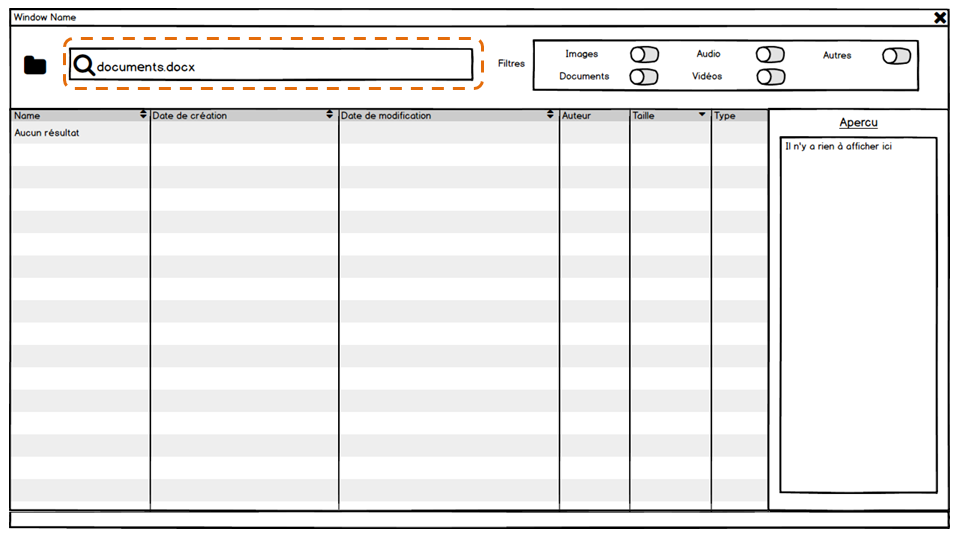 Window Name
documents.docx
Filtres
Images
Audio
Autres
Documents
Vidéos
Name
Date de création
Date de modification
Auteur
Taille
Type
Aucun résultat
Apercu
Il n'y a rien à afficher ici